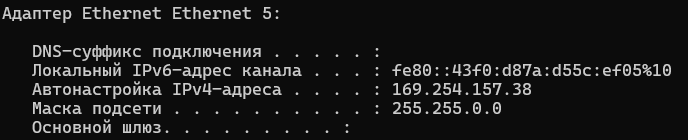 Адаптер Ethernet Ethernet 5:
DNS-суффикс подключения . . . . . :
Локальный IPv6-адрес канала . . . : fe80::43f0:d87a:d55c:ef05%10
Автонастройка IPv4-адреса . . . . : 169.254.157.38
Маска подсети . . . . . . . . . . : 255.255.0.0
Основной шлюз. . . . . . . . . :